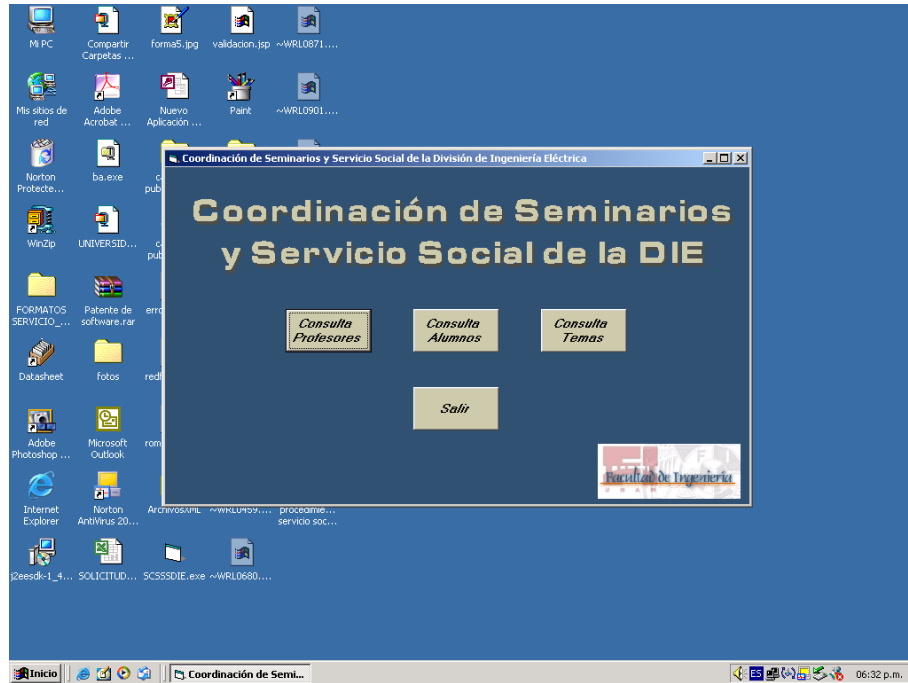 Mi PC
Compartir
Carpetas ...
forma5.jpg
validacion.jsp
~WRL0871....
Mis sitios de
red
Adobe
Acrobat ...
Nuevo
Aplicación ...
Paint
~WRL0901....
Norton
Protecte...
ba.exe
WinZip
UNIVERSID...
FORMATOS
SERVICIO_...
Patente de
software.rar
Datasheet
fotos
Adobe
Photoshop ...
Microsoft
Outlook
Internet
Explorer
Norton
AntiVirus 20...
ArchivosXML
~WRL0459....
procedimie...
servicio soc...
j2eesdk-1_4...
SOLICITUD...
SCSSSDIE.exe
~WRL0680....
Coordinación de Seminarios y Servicio Social de la División de Ingeniería Eléctrica
Coordinación de Seminarios
y Servicio Social de la DIE
Consulta
Profesores
Consulta
Alumnos
Consulta
Temas
Salir
Facultad de Ingeniería
Inicio
Coordinación de Semi...
ES
06:32 p.m.